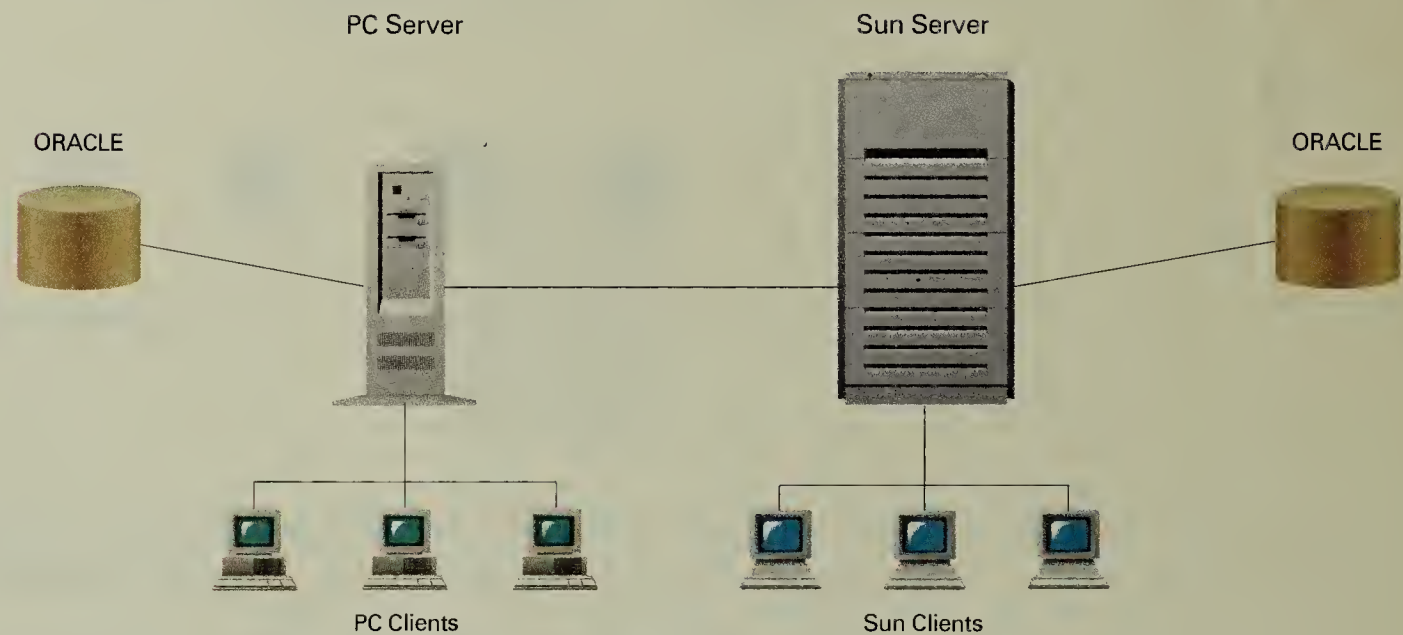 PC Server
Sun Server
ORACLE
ORACLE
PC Clients
Sun Clients